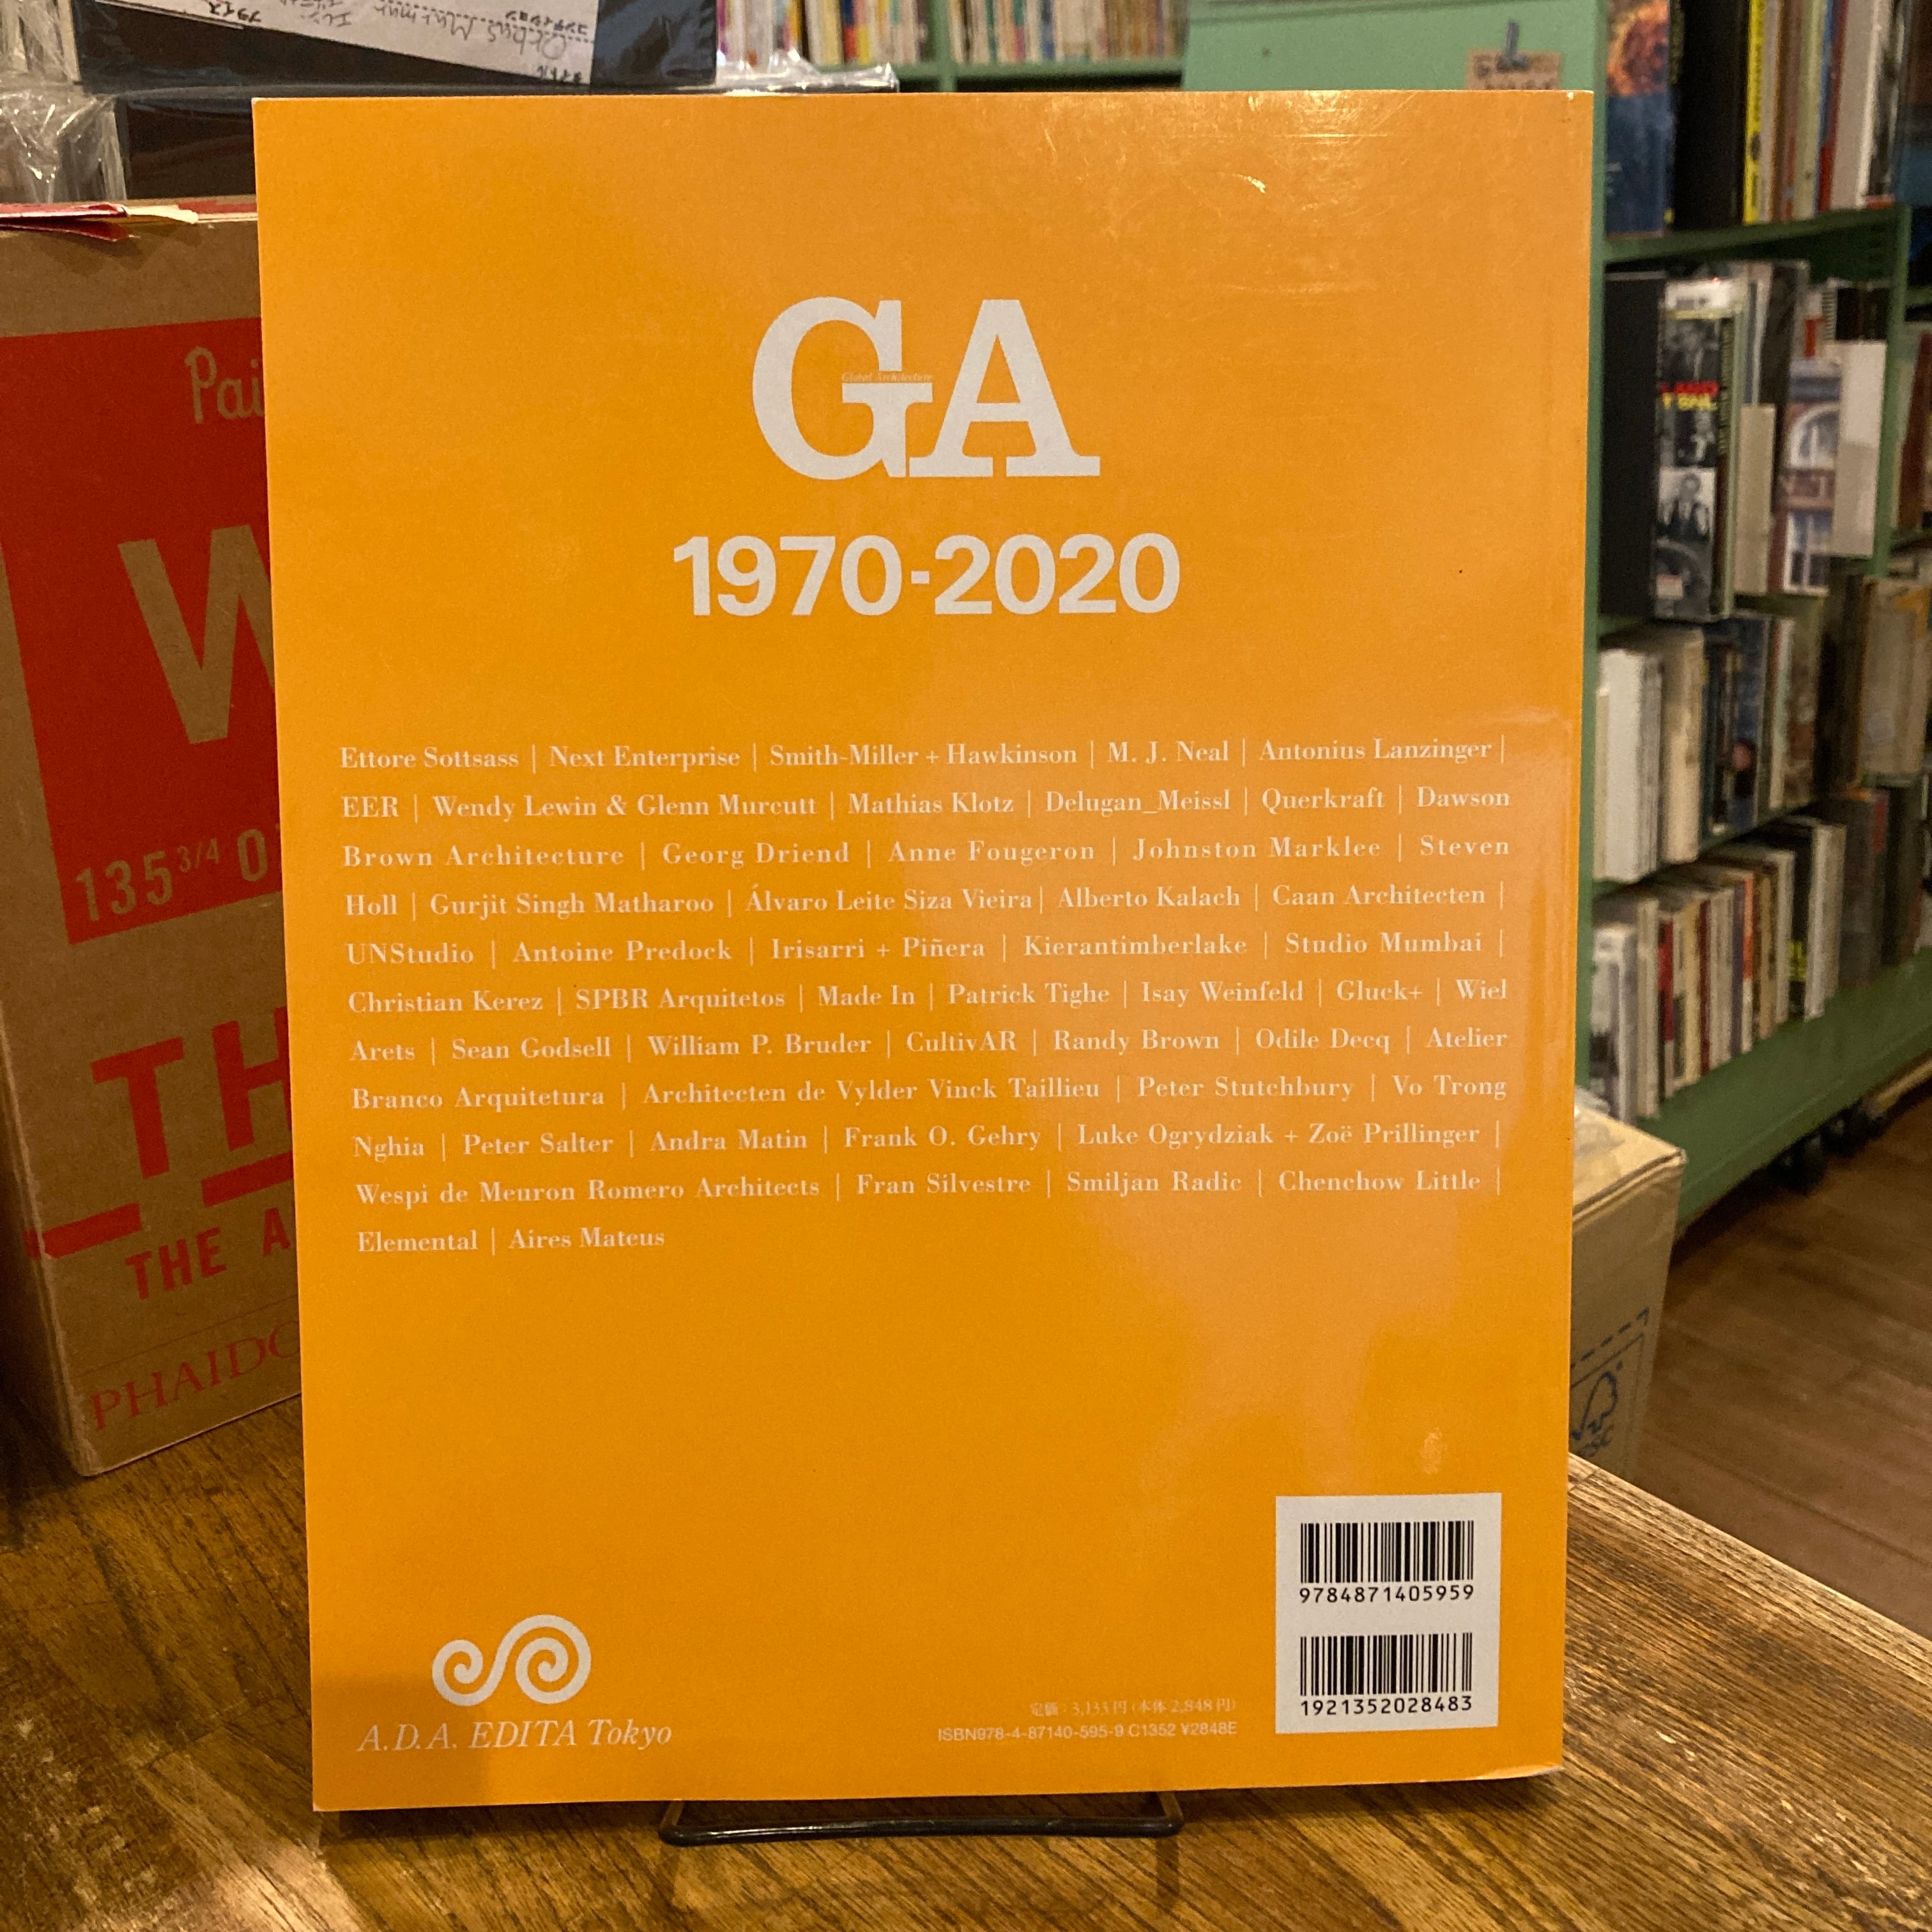 GA
Global Architecture
1970-2020
Ettore Sottsass | Next Enterprise | Smith-Miller + Hawkinson | M. J. Neal | Antonius Lanzinger |
EER | Wendy Lewin & Glenn Murcutt | Mathias Klotz | Delugan_Meissl | Querkraft | Dawson
Brown Architecture | Georg Driend | Anne Fougeron | Johnston Marklee | Steven
Holl | Gurjit Singh Matharoo | Álvaro Leite Siza Vieira | Alberto Kalach | Caan Architecten |
UNStudio | Antoine Predock | Irisarri + Piñera | Kierantimberlake | Studio Mumbai |
Christian Kerez | SPBR Arquitetos | Made In | Patrick Tighe | Isay Weinfeld | Gluck+ | Wiel
Arets | Sean Godsell | William P. Bruder | CultivAR | Randy Brown | Odile Decq | Atelier
Branco Arquitetura | Architecten de Vylder Vinck Taillieu | Peter Stutchbury | Vo Trong
Nghia | Peter Salter | Andra Matin | Frank O. Gehry | Luke Ogrydziak + Zoë Prillinger |
Wespi de Meuron Romero Architects | Fran Silvestre | Smiljan Radic | Chenchow Little |
Elemental | Aires Mateus
9784871405959
1921352028483
定価：3,133円（本体 2,848円）
ISBN978-4-87140-595-9 C1352 ¥2848E
A.D.A. EDITA Tokyo
Pai
W
135 3/4 0
TH
THE A
PHAIDO